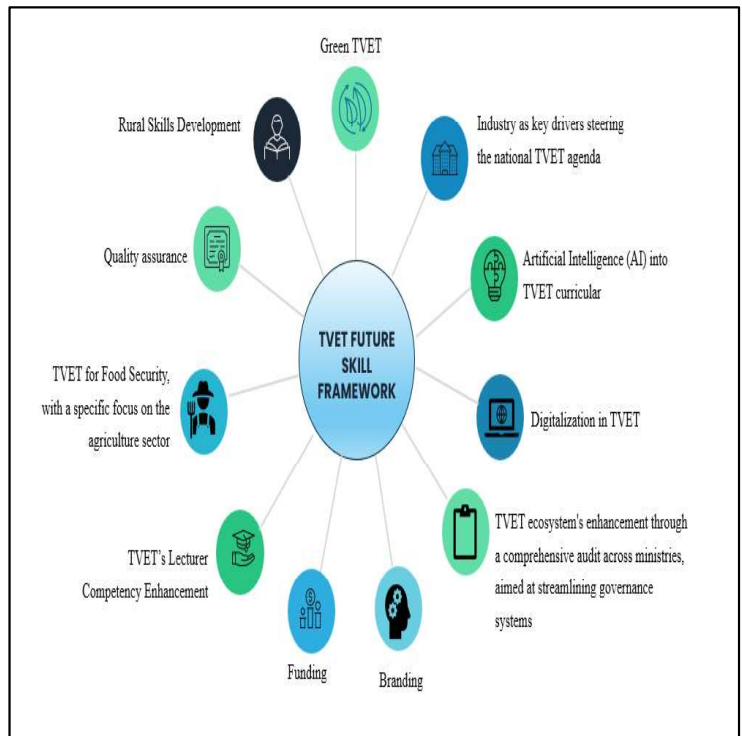 Green TVET
Rural Skills Development
Industry as key drivers steering
the national TVET agenda
Quality assurance
Artificial Intelligence (AI) into
TVET curricular
TVET FUTURE
SKILL
FRAMEWORK
TVET for Food Security,
with a specific focus on the
agriculture sector
Digitalization in TVET
TVET ecosystem's enhancement through
a comprehensive audit across ministries,
aimed at streamlining governance
systems
TVET's Lecturer
Competency Enhancement
Funding
Branding